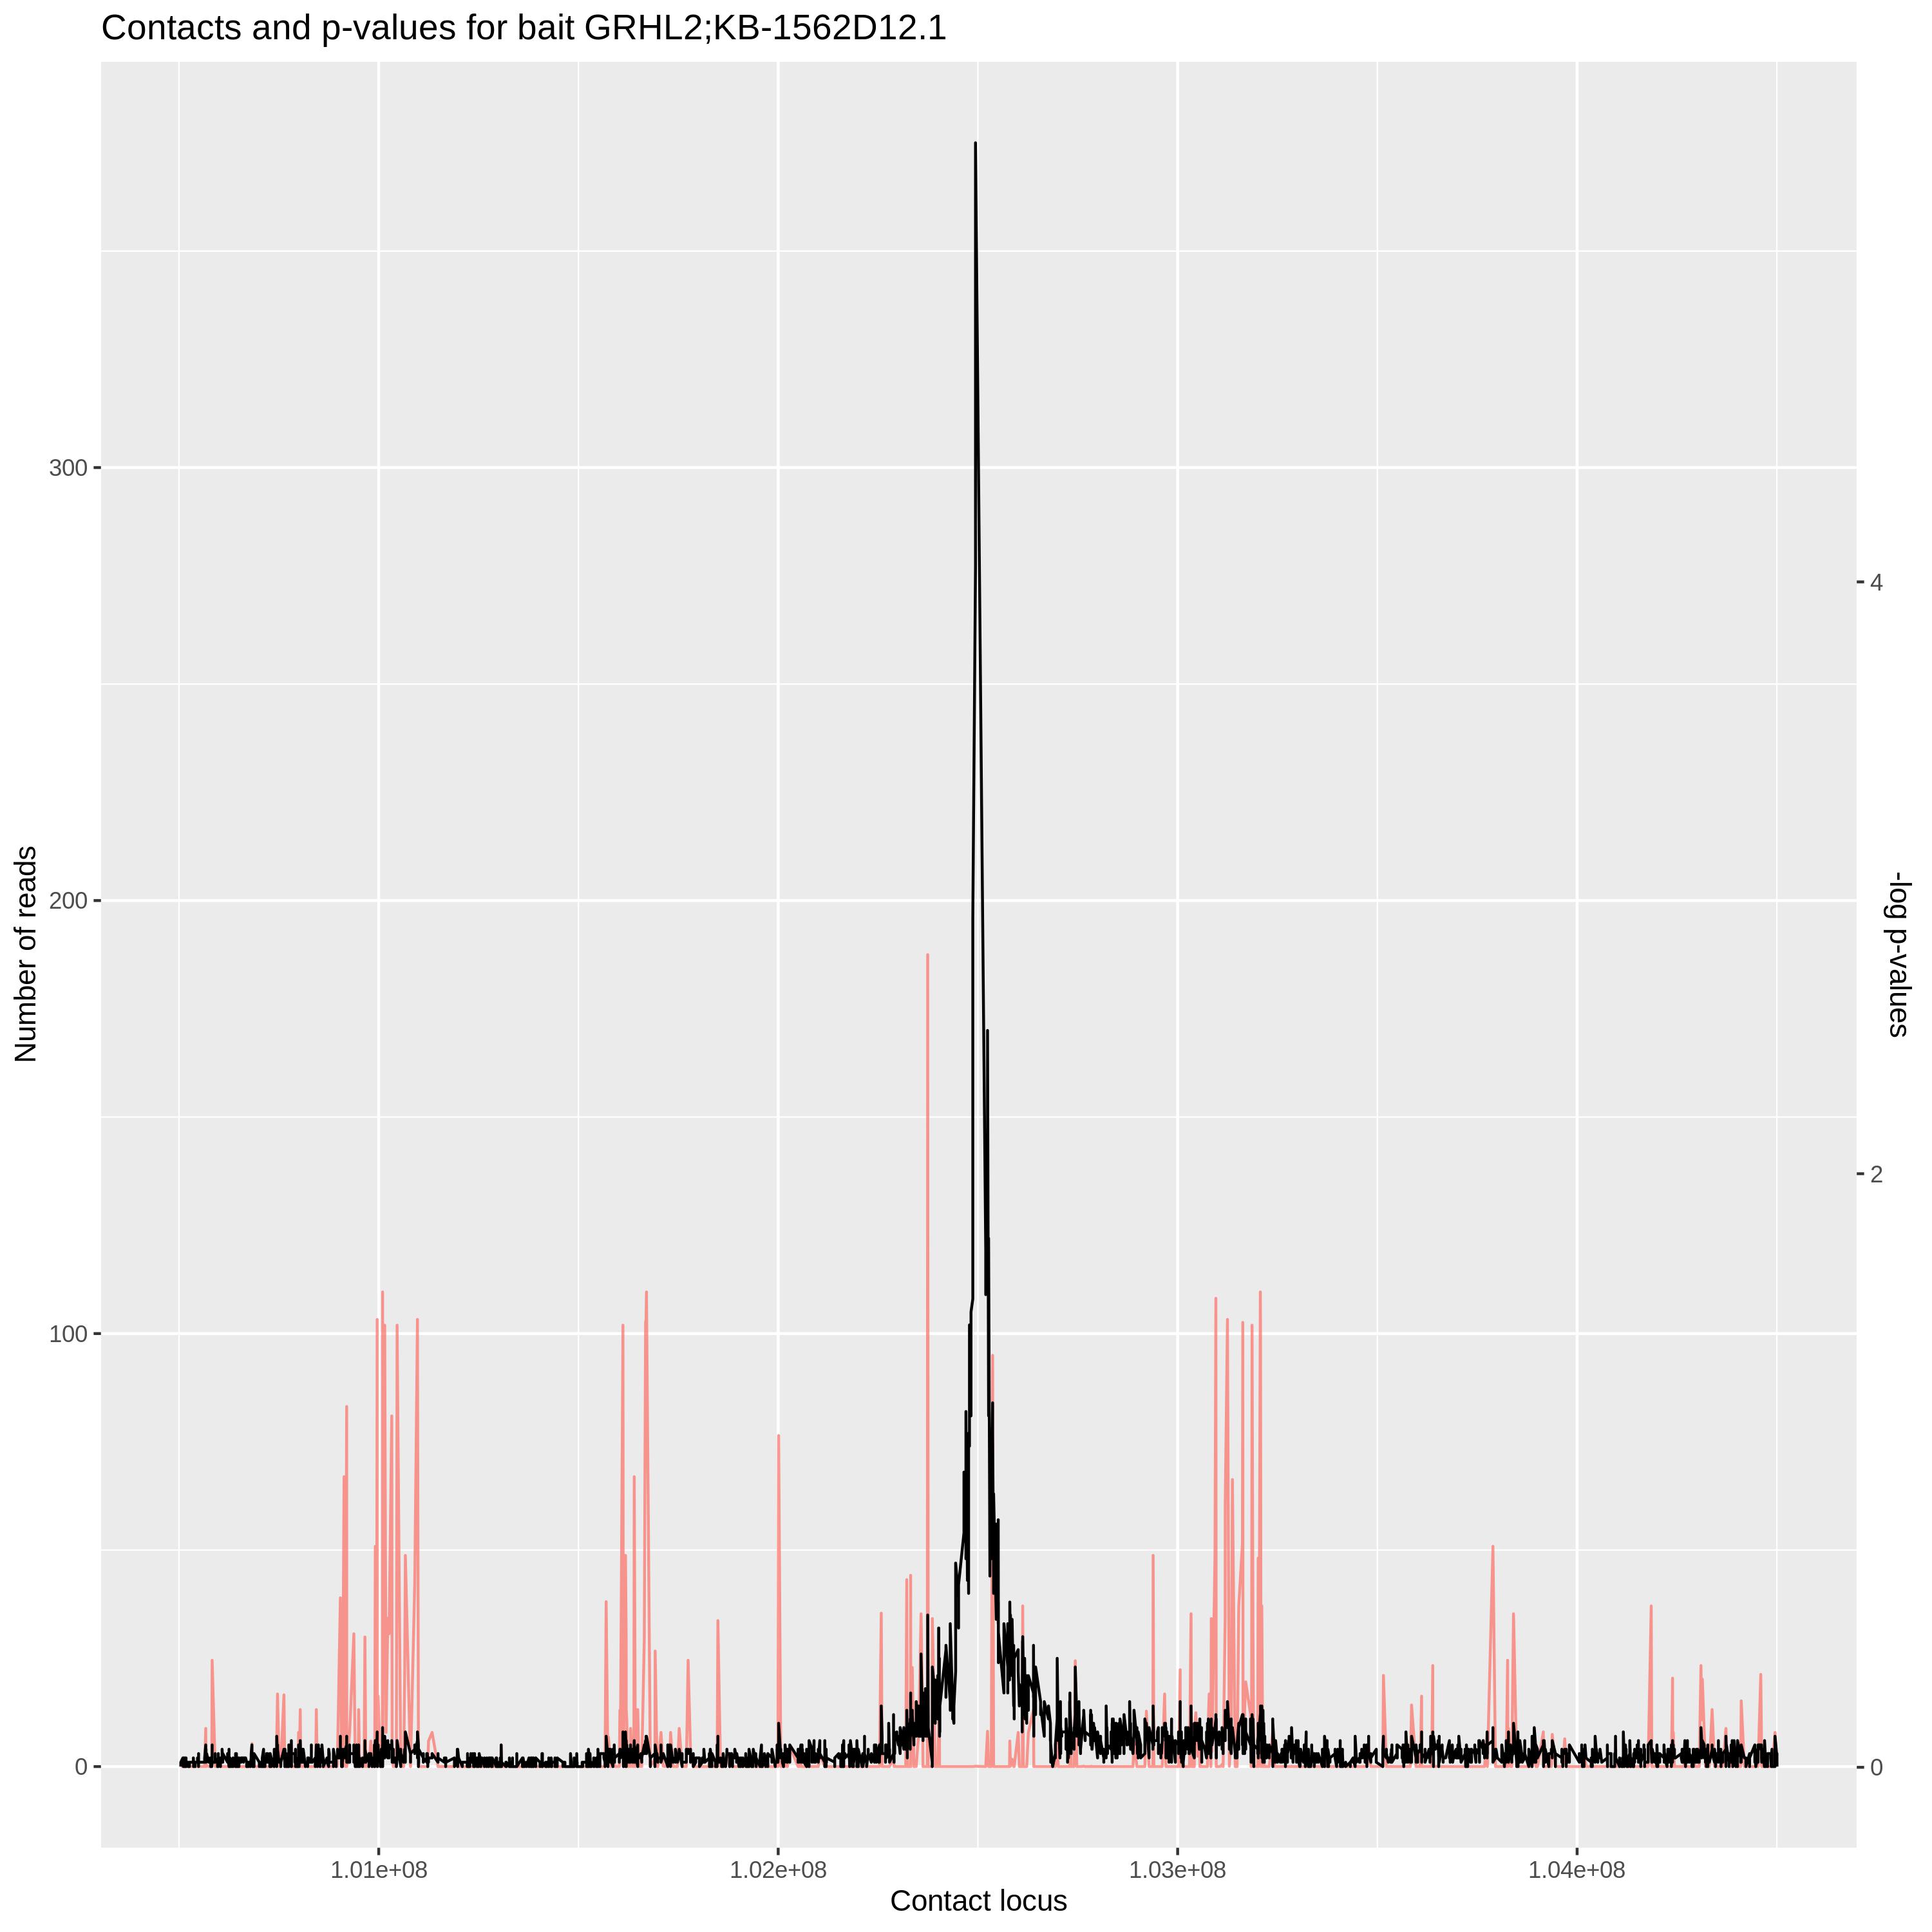 Contacts and p-values for bait GRHL2;KB-1562D12.1
Number of reads
300
200
100
0
4
2
0
-log p-values
1.01e+08
1.02e+08
1.03e+08
1.04e+08
Contact locus